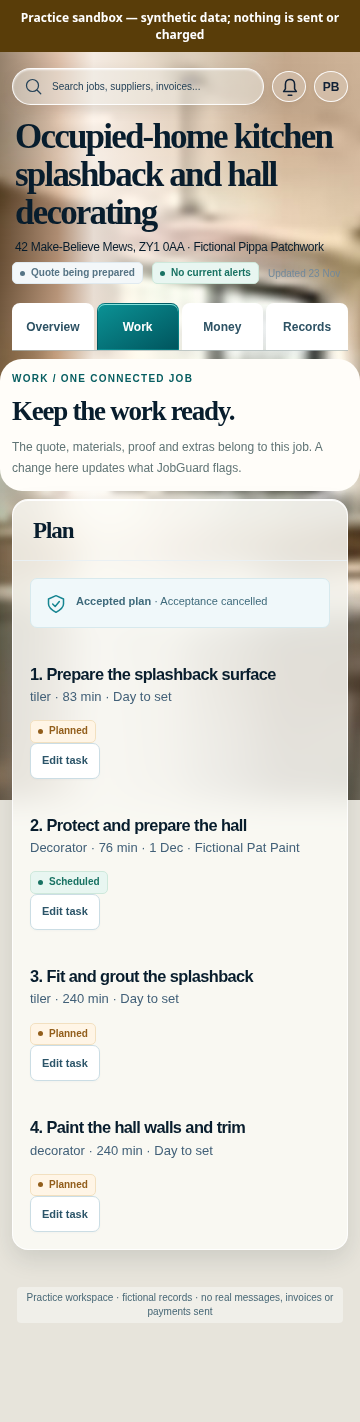 Practice sandbox — synthetic data; nothing is sent or
charged
Search jobs, suppliers, invoices...
PB
Occupied-home kitchen
splashback and hall
decorating
42 Make-Believe Mews, ZY1 0AA · Fictional Pippa Patchwork
Quote being prepared
No current alerts
Updated 23 Nov
Overview
Work
Money
Records
WORK / ONE CONNECTED JOB
Keep the work ready.
The quote, materials, proof and extras belong to this job. A
change here updates what JobGuard flags.
Plan
Accepted plan · Acceptance cancelled
1. Prepare the splashback surface
tiler · 83 min · Day to set
Planned
Edit task
2. Protect and prepare the hall
Decorator · 76 min · 1 Dec · Fictional Pat Paint
Scheduled
Edit task
3. Fit and grout the splashback
tiler · 240 min · Day to set
Planned
Edit task
4. Paint the hall walls and trim
decorator · 240 min · Day to set
Planned
Edit task
Practice workspace · fictional records · no real messages, invoices or
payments sent